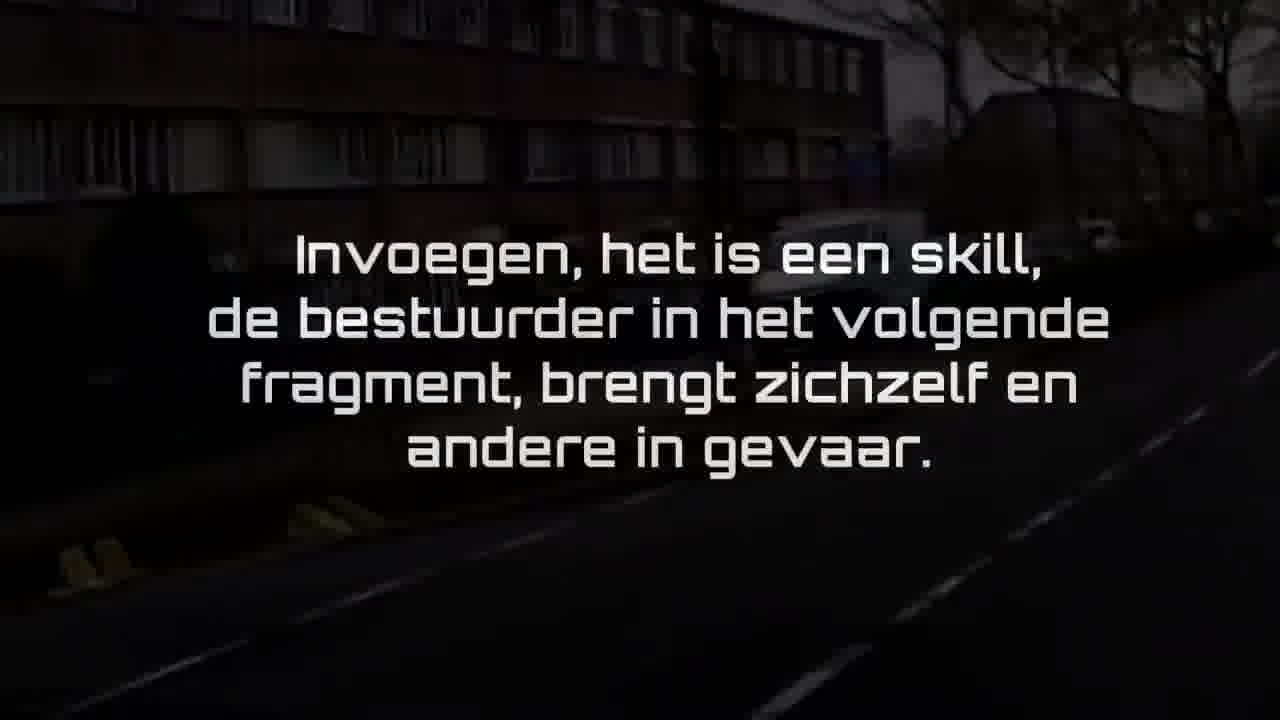 Invoegen, het is een skill,
de bestuurder in het volgende
fragment, brengt zichzelf en
andere in gevaar.